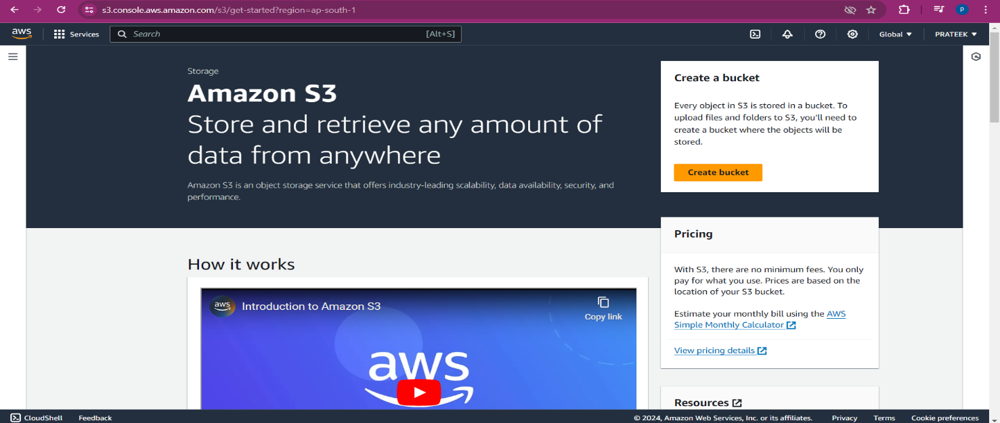 s3.console.aws.amazon.com/s3/get-started?region=ap-south-1
P
aws
Services
Search
[Alt+S]
Global
PRATEEK
Storage
Amazon S3
Store and retrieve any amount of
data from anywhere
Amazon S3 is an object storage service that offers industry-leading scalability, data availability, security, and
performance.
Create a bucket
Every object in S3 is stored in a bucket. To
upload files and folders to S3, you'll need to
create a bucket where the objects will be
stored.
Create bucket
Pricing
With S3, there are no minimum fees. You only
pay for what you use. Prices are based on the
location of your S3 bucket.
Estimate your monthly bill using the AWS
Simple Monthly Calculator
View pricing details
Resources
How it works
aws
Introduction to Amazon S3
Copy link
aws
CloudShell
Feedback
© 2024, Amazon Web Services, Inc. or its affiliates.
Privacy
Terms
Cookie preferences